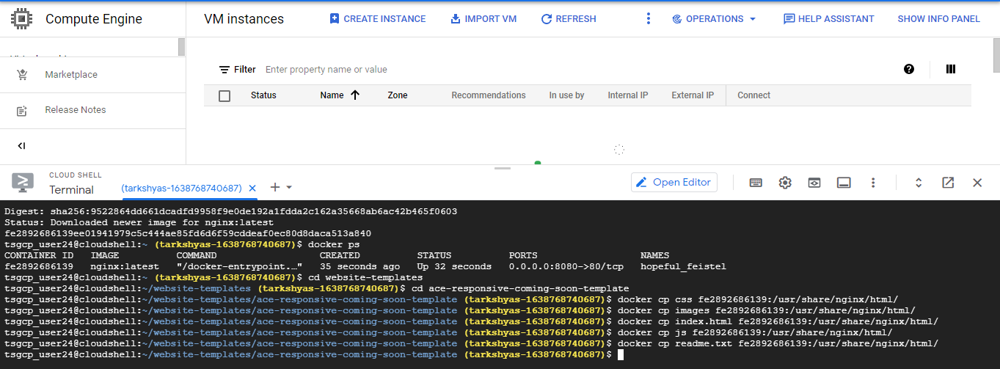 Compute Engine
VM instances
CREATE INSTANCE
IMPORT VM
REFRESH
OPERATIONS
HELP ASSISTANT
SHOW INFO PANEL
Marketplace
Release Notes
Filter Enter property name or value
Status Name Zone Recommendations In use by Internal IP External IP Connect
CLOUD SHELL
Terminal
(tarkshyas-1638768740687)
Open Editor
Digest: sha256:9522864dd661dcadfd9958f9e0de192a1fdda2c162a35668ab6ac42b465f0603
Status: Downloaded newer image for nginx:latest
fe2892686139ee01941979c5c444ae85fd6d6f59cddeaf0ec80d8daca513a840
tsgcp_user24@cloudshell:~ (tarkshyas-1638768740687)$ docker ps
CONTAINER ID IMAGE COMMAND CREATED STATUS PORTS NAMES
fe2892686139 nginx:latest "/docker-entrypoint.…" 35 seconds ago Up 32 seconds 0.0.0.0:8080->80/tcp hopeful_feistel
tsgcp_user24@cloudshell:~ (tarkshyas-1638768740687)$ cd website-templates
tsgcp_user24@cloudshell:~/website-templates (tarkshyas-1638768740687)$ cd ace-responsive-coming-soon-template
tsgcp_user24@cloudshell:~/website-templates/ace-responsive-coming-soon-template (tarkshyas-1638768740687)$ docker cp css fe2892686139:/usr/share/nginx/html/
tsgcp_user24@cloudshell:~/website-templates/ace-responsive-coming-soon-template (tarkshyas-1638768740687)$ docker cp images fe2892686139:/usr/share/nginx/html/
tsgcp_user24@cloudshell:~/website-templates/ace-responsive-coming-soon-template (tarkshyas-1638768740687)$ docker cp index.html fe2892686139:/usr/share/nginx/html/
tsgcp_user24@cloudshell:~/website-templates/ace-responsive-coming-soon-template (tarkshyas-1638768740687)$ docker cp js fe2892686139:/usr/share/nginx/html/
tsgcp_user24@cloudshell:~/website-templates/ace-responsive-coming-soon-template (tarkshyas-1638768740687)$ docker cp readme.txt fe2892686139:/usr/share/nginx/html/
tsgcp_user24@cloudshell:~/website-templates/ace-responsive-coming-soon-template (tarkshyas-1638768740687)$